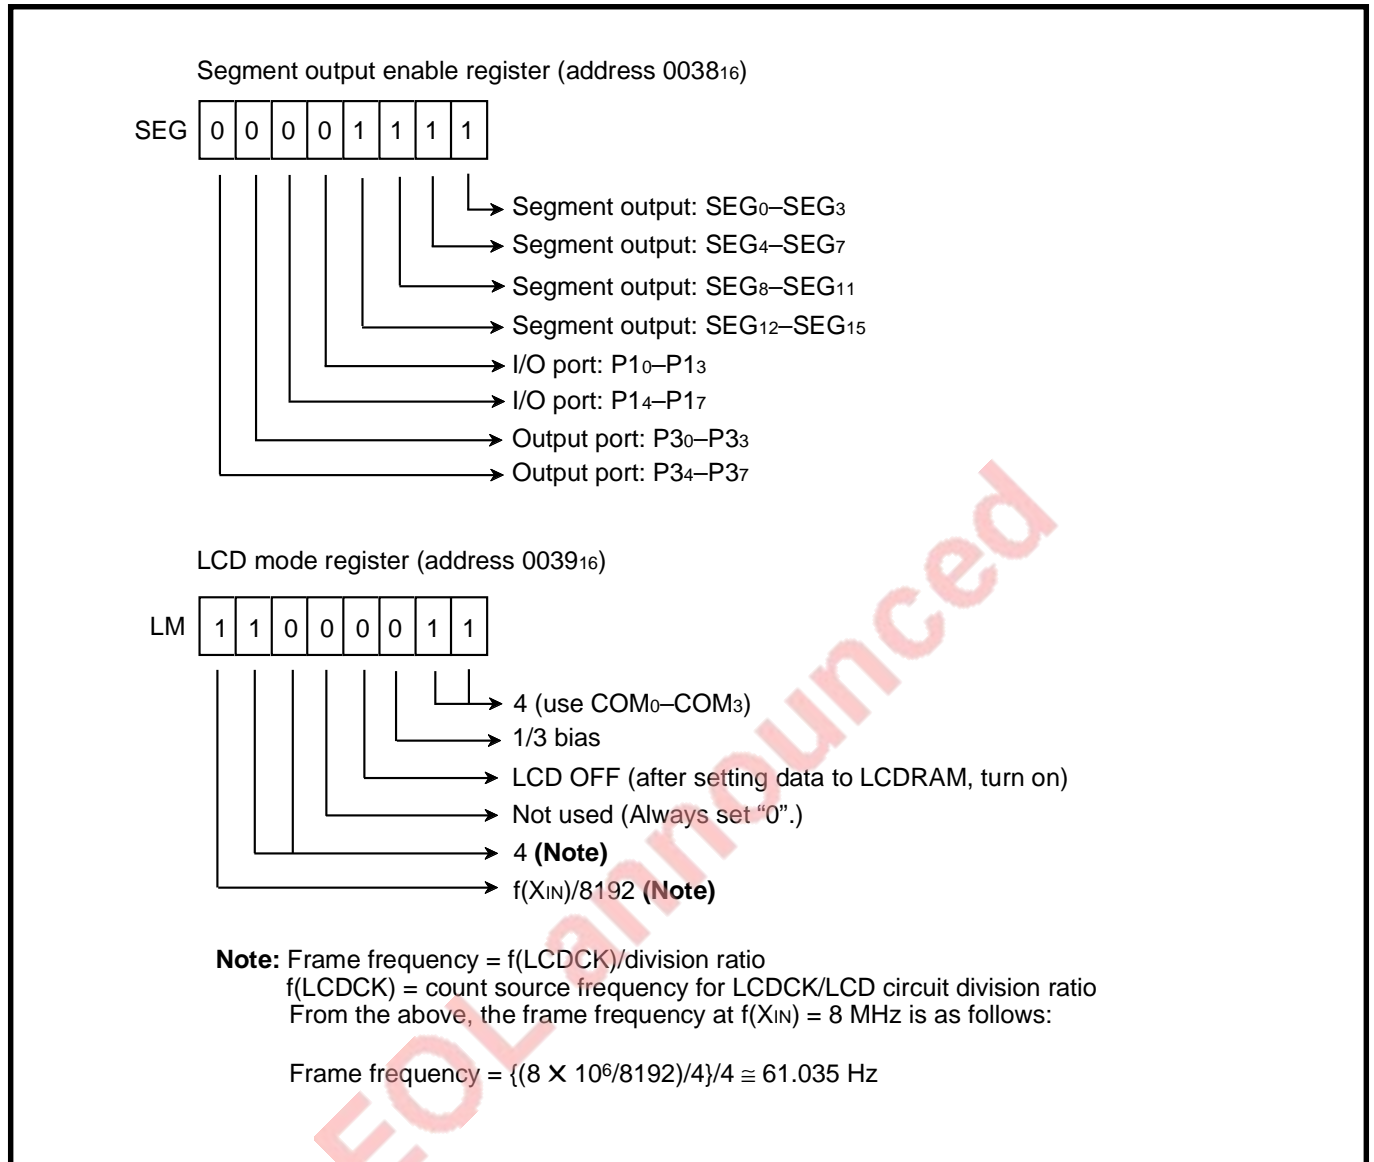 Segment output enable register (address 003816)
SEG 0 0 0 0 1 1 1 1
Segment output: SEG0–SEG3
Segment output: SEG4–SEG7
Segment output: SEG8–SEG11
Segment output: SEG12–SEG15
I/O port: P10–P13
I/O port: P14–P17
Output port: P30–P33
Output port: P34–P37
LCD mode register (address 003916)
LM 1 1 0 0 0 0 1 1
4 (use COM0–COM3)
1/3 bias
LCD OFF (after setting data to LCDRAM, turn on)
Not used (Always set “0”.)
4 (Note)
f(XIN)/8192 (Note)
Note: Frame frequency = f(LCDCK)/division ratio
f(LCDCK) = count source frequency for LCDCK/LCD circuit division ratio
From the above, the frame frequency at f(XIN) = 8 MHz is as follows:
Frame frequency = {(8 × 10⁶/8192)/4}/4 ≅ 61.035 Hz
EOL announced